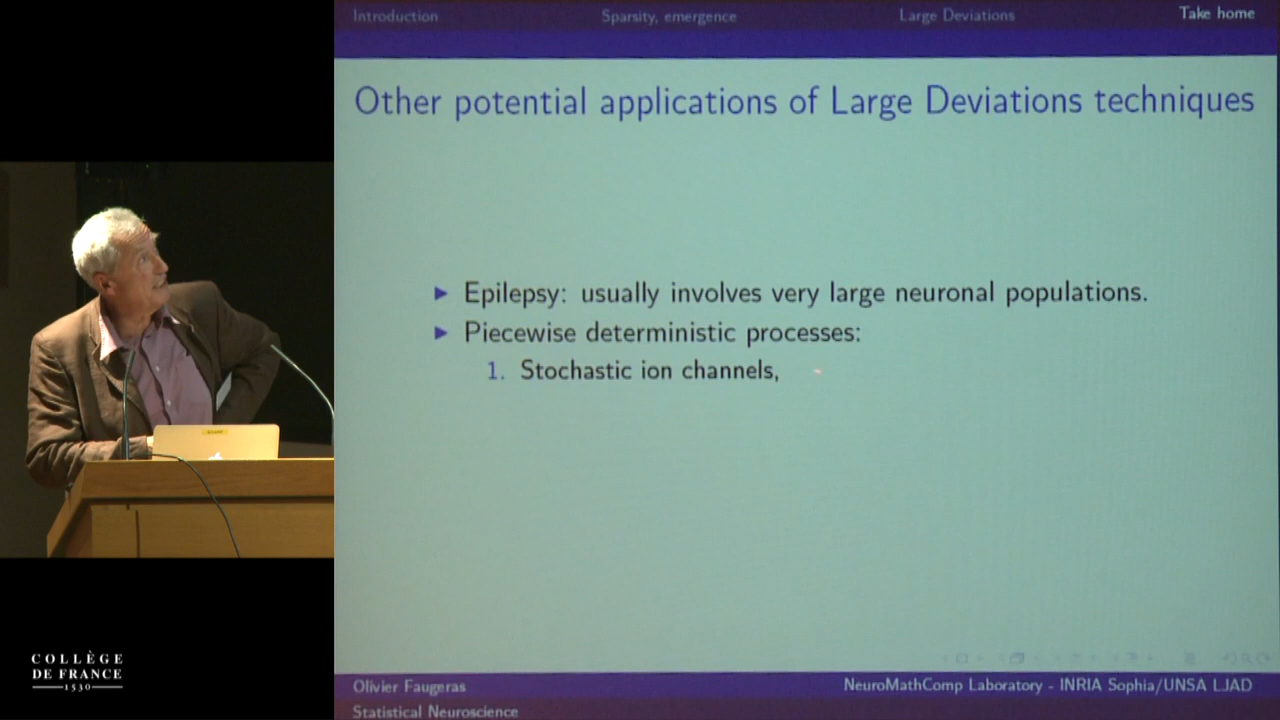 Introduction
Sparsity, emergence
Large Deviations
Take home
Other potential applications of Large Deviations techniques
Epilepsy: usually involves very large neuronal populations.
Piecewise deterministic processes:
1. Stochastic ion channels,
COLLÈGE
DE FRANCE
1530
Olivier Faugeras
NeuroMathComp Laboratory - INRIA Sophia/UNSA LJAD
Statistical Neuroscience